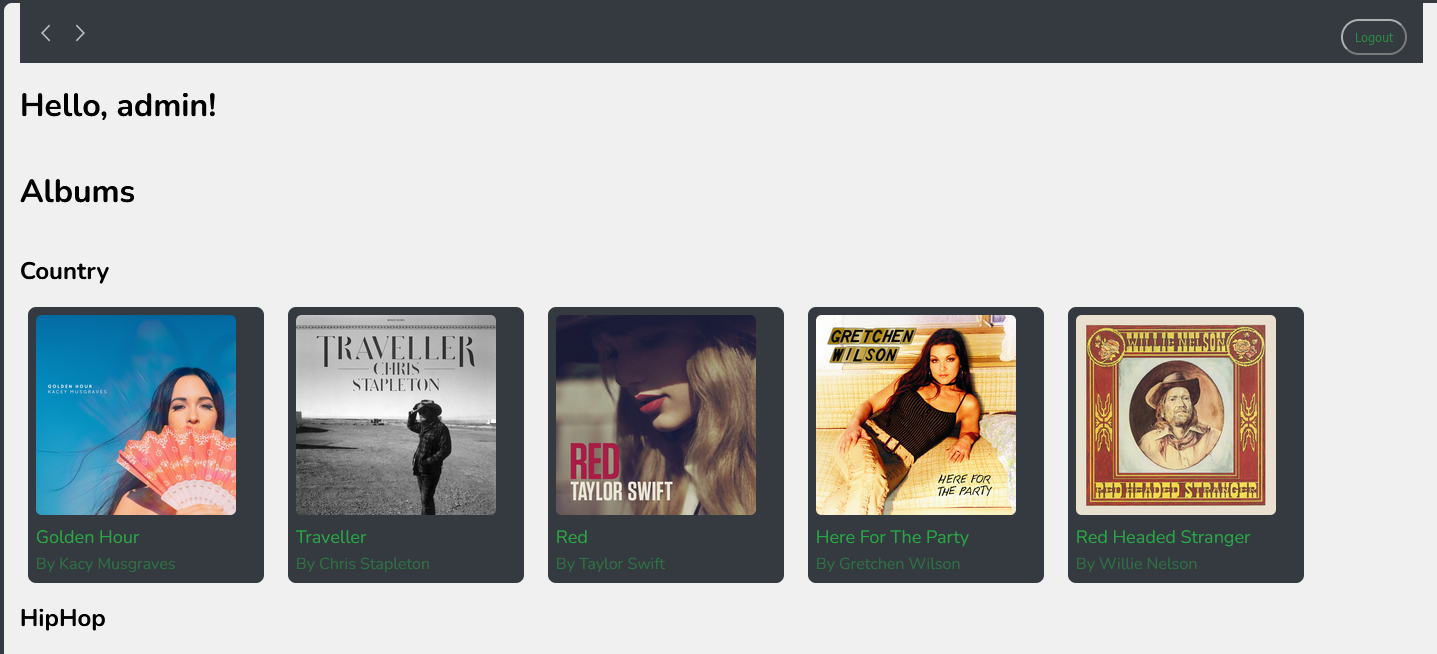 Logout
Hello, admin!
Albums
Country
GOLDEN HOUR
KACEY MUSGRAVES
Golden Hour
By Kacy Musgraves
TRAVELLER
CHRIS
STAPLETON
Traveller
By Chris Stapleton
RED
TAYLOR SWIFT
Red
By Taylor Swift
GRETCHEN
WILSON
HERE FOR
THE PARTY
Here For The Party
By Gretchen Wilson
WILLIE NELSON
RED HEADED STRANGER
Red Headed Stranger
By Willie Nelson
HipHop